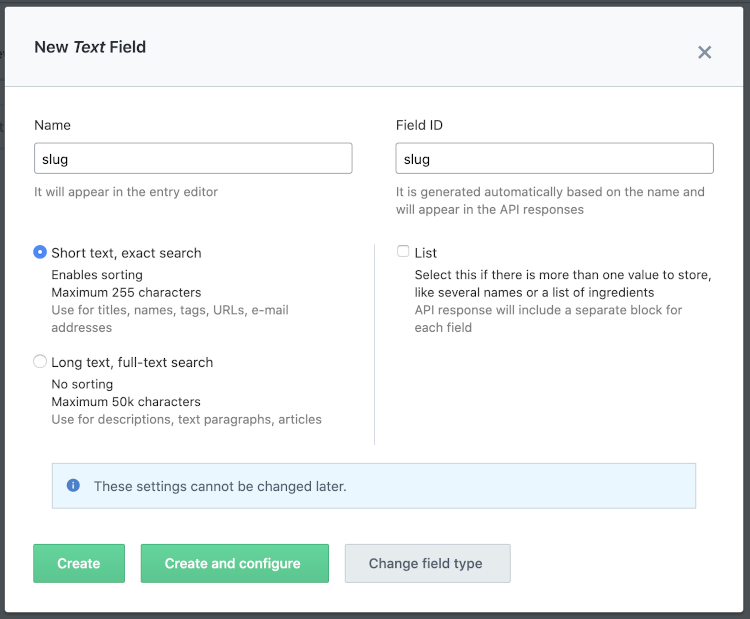 New Text Field
Name
slug
It will appear in the entry editor
Field ID
slug
It is generated automatically based on the name and
will appear in the API responses
Short text, exact search
Enables sorting
Maximum 255 characters
Use for titles, names, tags, URLs, e-mail
addresses
Long text, full-text search
No sorting
Maximum 50k characters
Use for descriptions, text paragraphs, articles
List
Select this if there is more than one value to store,
like several names or a list of ingredients
API response will include a separate block for
each field
These settings cannot be changed later.
Create
Create and configure
Change field type